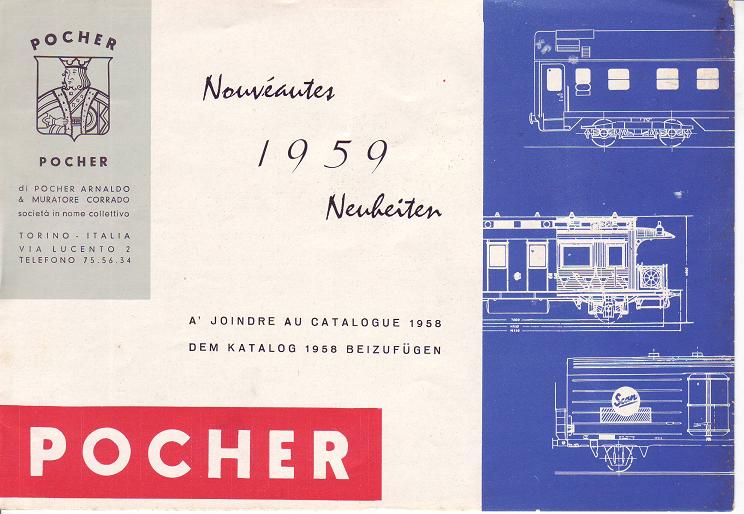 POCHER
POCHER
di POCHER ARNALDO
& MURATORE CORRADO
società in nome collettivo
TORINO - ITALIA
VIA LUCENTO 2
TELEFONO 75.56.34
Nouvéautes
1959
Neuheiten
A' JOINDRE AU CATALOGUE 1958
DEM KATALOG 1958 BEIZUFÜGEN
POCHER
Scan